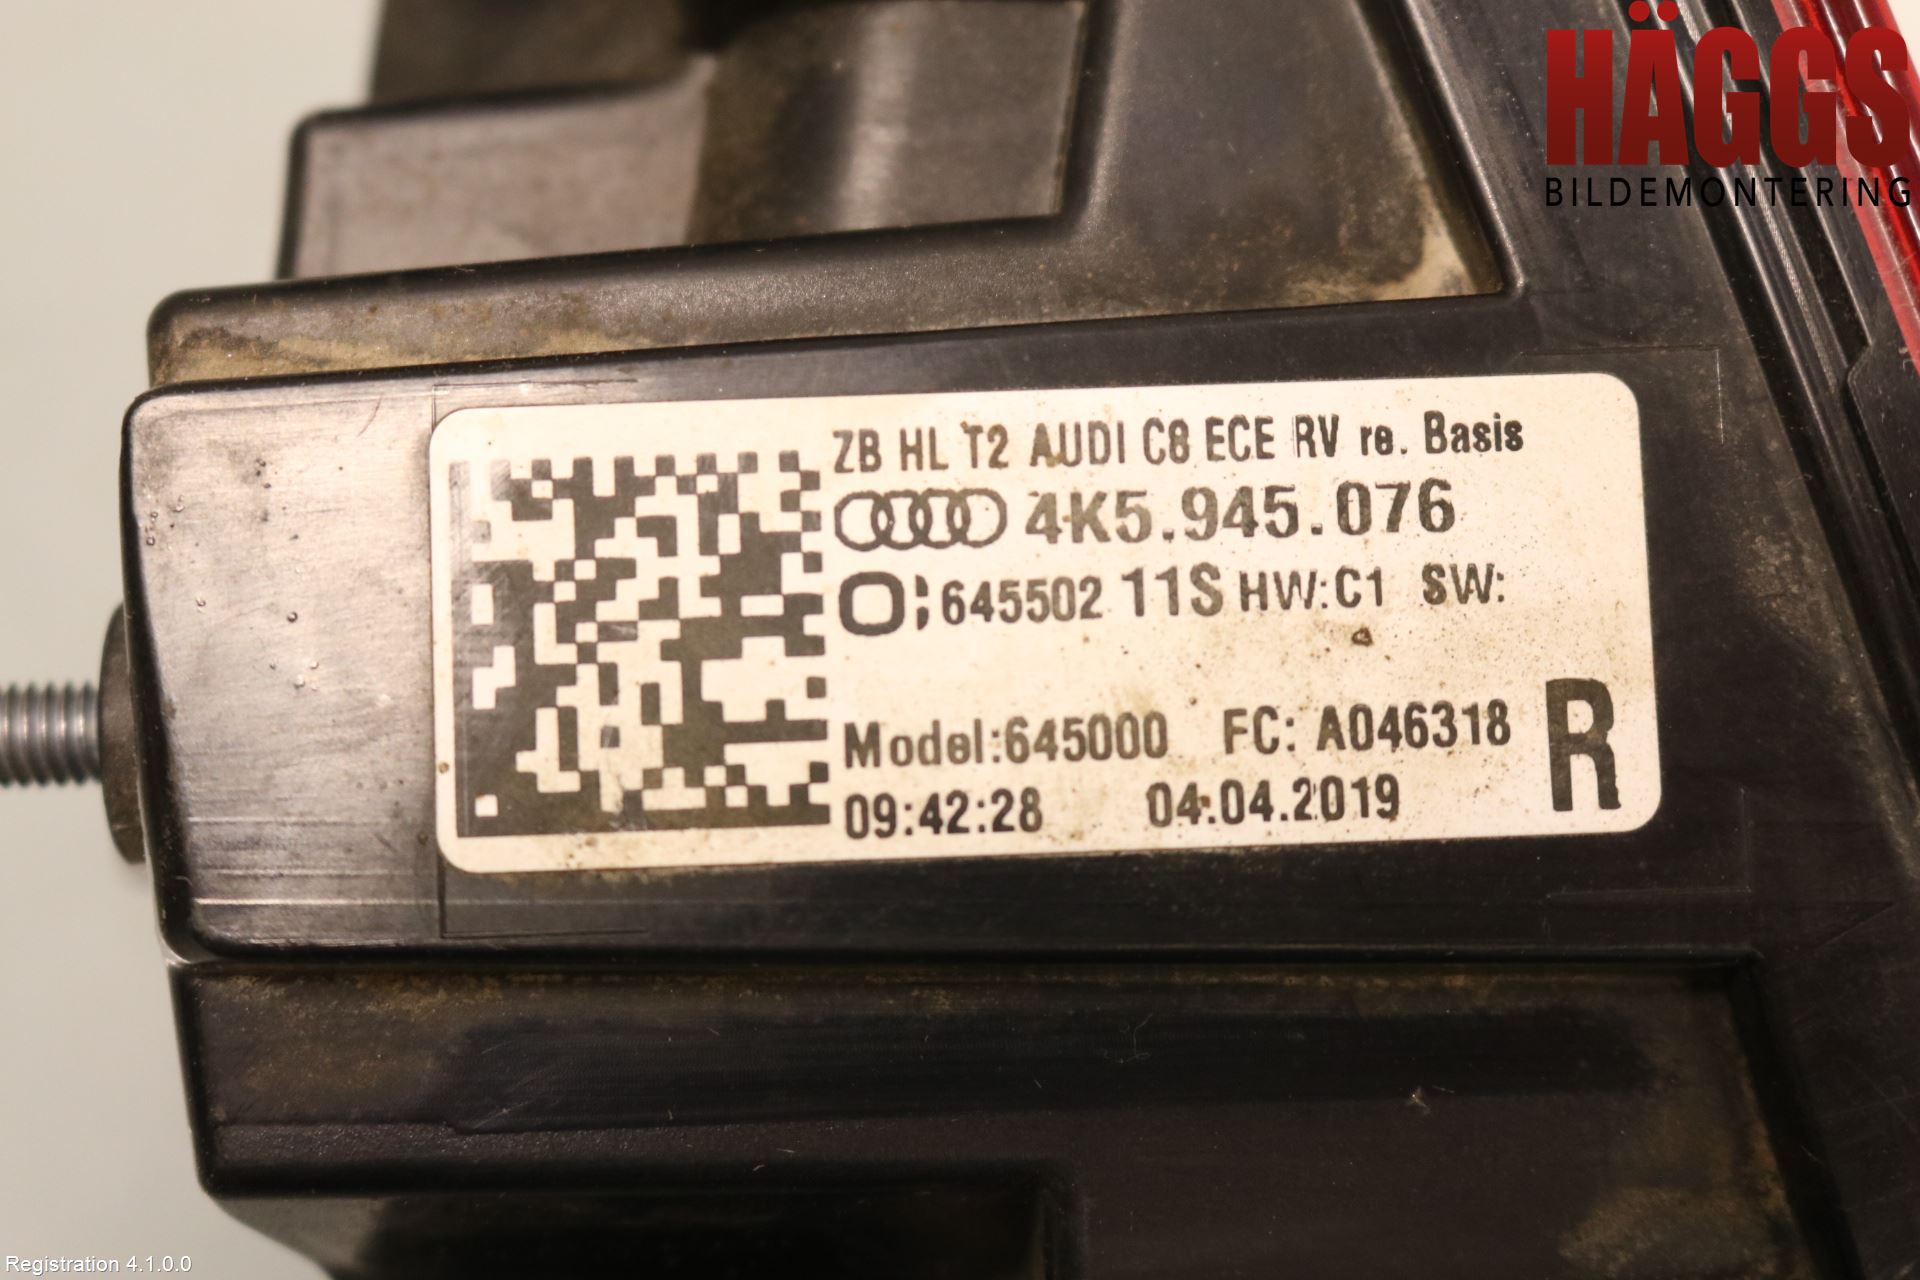 HÄGGS
BILDEMONTERING
ZB HL T2 AUDI C8 ECE RV re. Basis
4K5.945.076
O; 645502 11S HW:C1 SW:
Model:645000 FC: A046318
R
09:42:28 04.04.2019
Registration 4.1.0.0